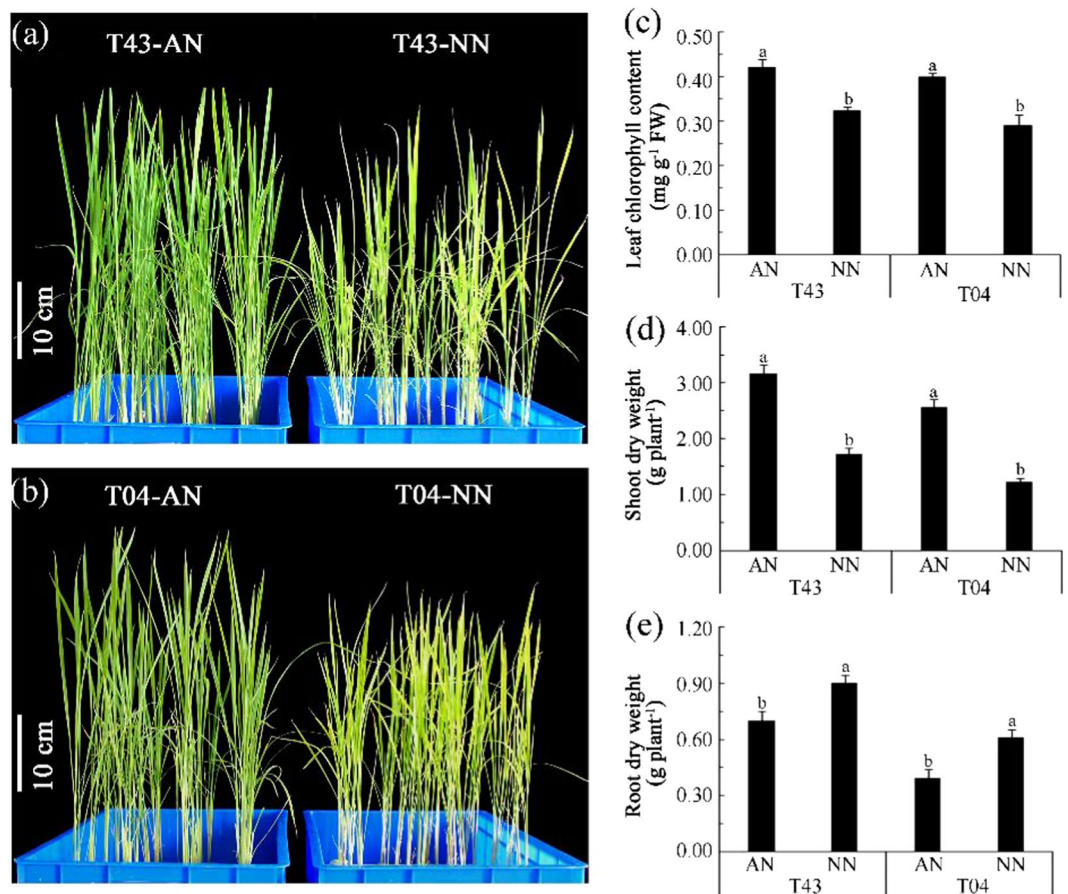 (a)
T43-AN
T43-NN
10 cm
(b)
T04-AN
T04-NN
10 cm
(c)
Leaf chlorophyll content
(mg g⁻¹ FW)
0.50
0.40
0.30
0.20
0.10
0.00
a
b
a
b
AN NN AN NN
T43 T04
(d)
Shoot dry weight
(g plant⁻¹)
4.00
3.00
2.00
1.00
0.00
a
b
a
b
AN NN AN NN
T43 T04
(e)
Root dry weight
(g plant⁻¹)
1.20
0.90
0.60
0.30
0.00
b
a
b
a
AN NN AN NN
T43 T04